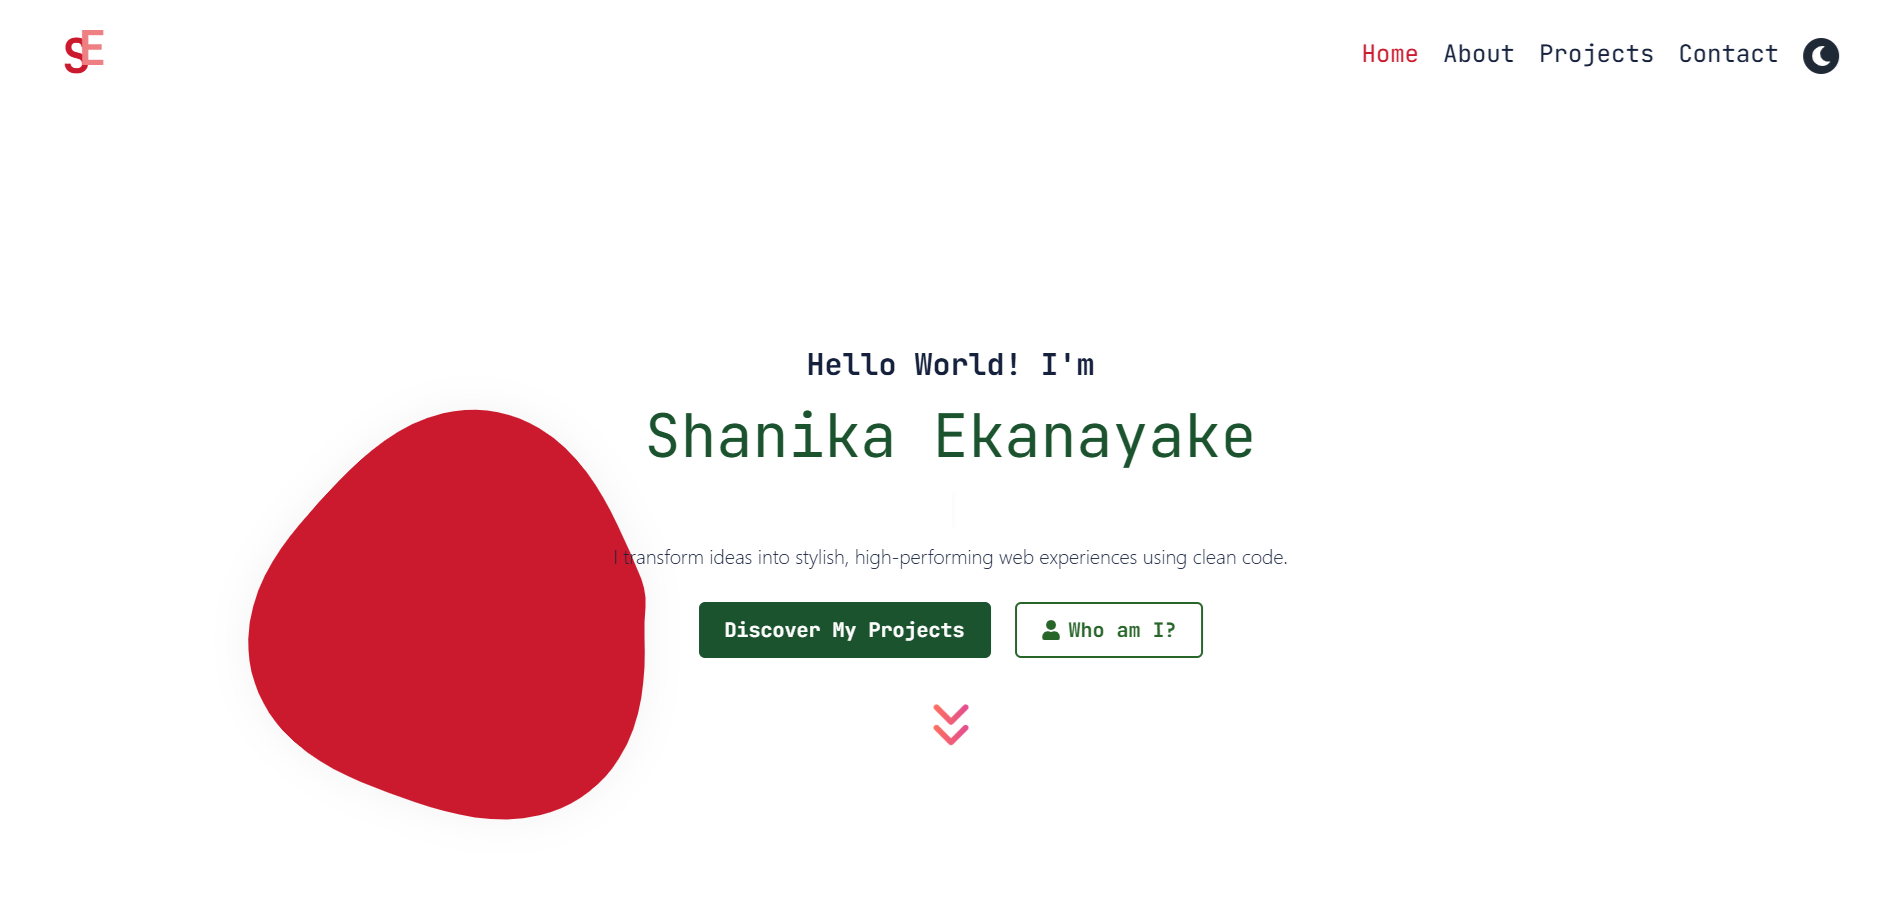 SE
Home About Projects Contact
Hello World! I'm
Shanika Ekanayake
I transform ideas into stylish, high-performing web experiences using clean code.
Discover My Projects
Who am I?